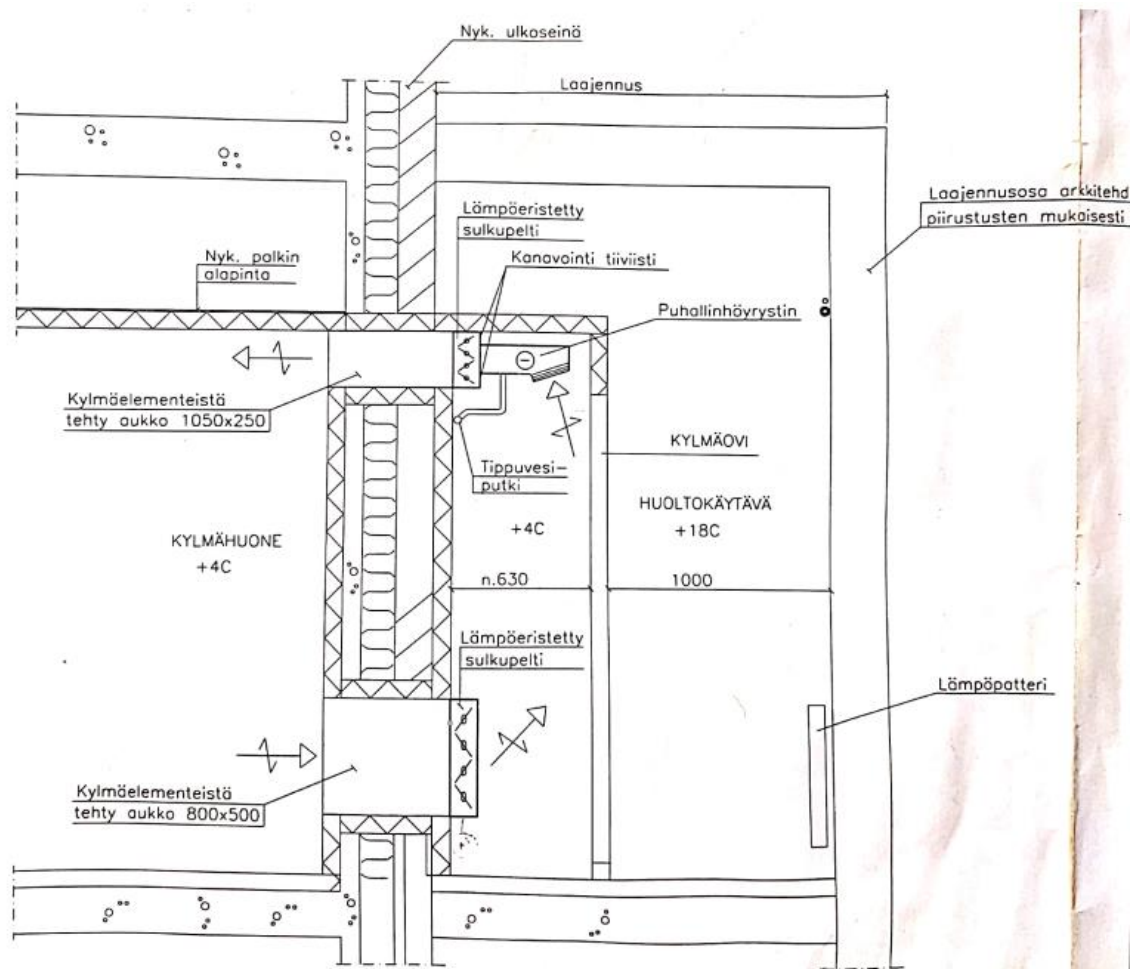 Nyk. ulkoseinä
Laajennus
Laajennusosa arkkitehd
piirustusten mukaisesti
Lämpöeristetty
sulkupelti
Nyk. palkin
alapinta
Kanavointi tiiviisti
Puhallinhöyrystin
Kylmäelementeistä
tehty aukko 1050x250
Tippuvesi-
putki
KYLMÄOVI
KYLMÄHUONE
+4C
+4C
HUOLTOKÄYTÄVÄ
+18C
n.630
1000
Lämpöeristetty
sulkupelti
Lämpöpatteri
Kylmäelementeistä
tehty aukko 800x500